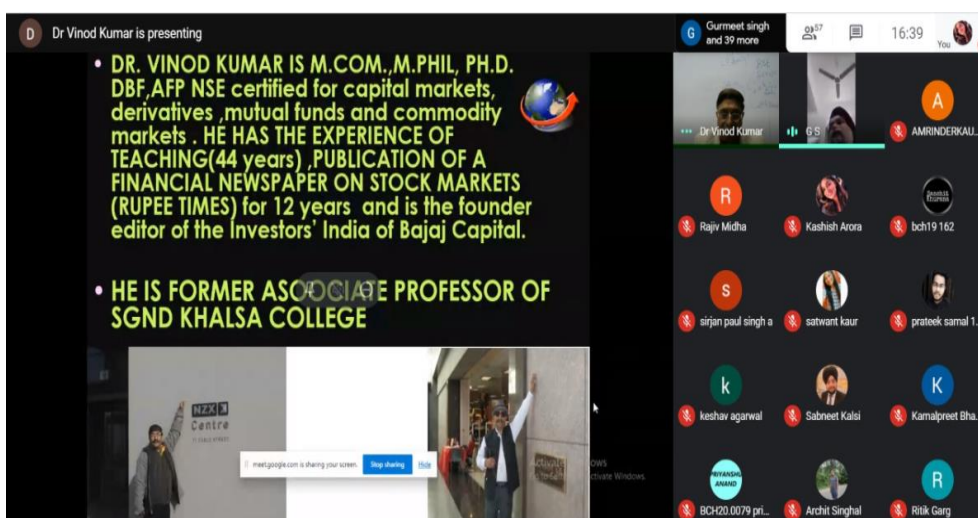 D Dr Vinod Kumar is presenting
G Gurmeet singh
and 39 more
57
16:39
You
• DR. VINOD KUMAR IS M.COM.,M.PHIL, PH.D.
DBF,AFP NSE certified for capital markets,
derivatives ,mutual funds and commodity
markets . HE HAS THE EXPERIENCE OF
TEACHING(44 years) ,PUBLICATION OF A
FINANCIAL NEWSPAPER ON STOCK MARKETS
(RUPEE TIMES) for 12 years and is the founder
editor of the Investors' India of Bajaj Capital.
• HE IS FORMER PROFESSOR OF
SGND KHALSA COLLEGE
NZX
Centre
meet.google.com is sharing your screen. Stop sharing Hide
Activate Windows
Activate Windows.
Dr Vinod Kumar
G S
A
AMRINDERKAU...
R
Rajiv Midha
Kashish Arora
Sanchit
Khurana
bch19 162
s
sirjan paul singh a
satwant kaur
prateek samal 1...
k
keshav agarwal
Sabneet Kalsi
K
Kamalpreet Bha...
PRIYANSHU
ANAND
BCH20.0079 pri...
Archit Singhal
R
Ritik Garg